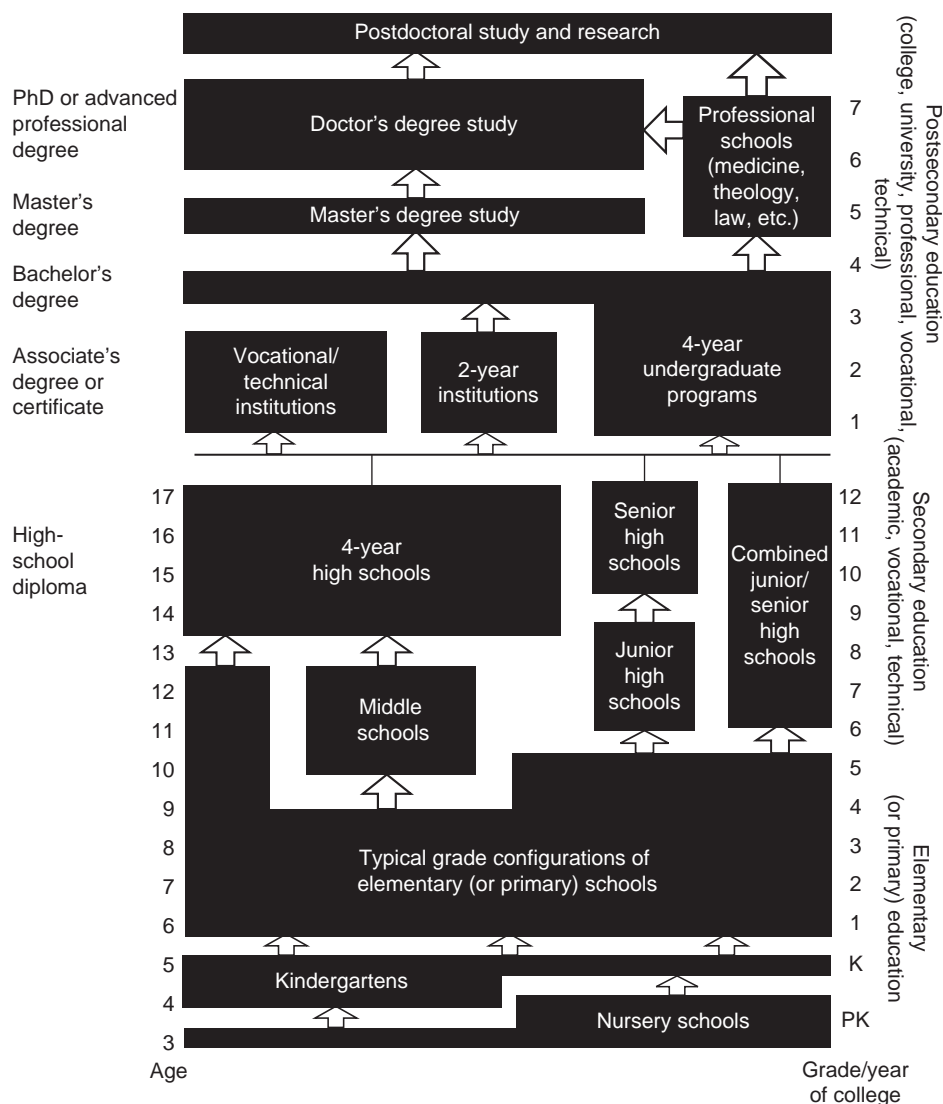 Postdoctoral study and research
PhD or advanced
professional
degree
Doctor's degree study
Professional
schools
(medicine,
theology,
law, etc.)
7
6
5
4
3
2
1
Postsecondary education
(college, university, professional, vocational,
technical)
Master's
degree
Master's degree study
Bachelor's
degree
4-year
undergraduate
programs
Associate's
degree or
certificate
Vocational/
technical
institutions
2-year
institutions
17
16
15
14
13
12
11
10
9
8
7
6
5
4
3
Age
High-
school
diploma
4-year
high schools
Senior
high
schools
Combined
junior/
senior
high
schools
Junior
high
schools
Middle
schools
12
11
10
9
8
7
6
5
4
3
2
1
K
PK
Grade/year
of college
Secondary education
(academic, vocational, technical)
Typical grade configurations of
elementary (or primary) schools
Elementary
(or primary) education
Kindergartens
Nursery schools